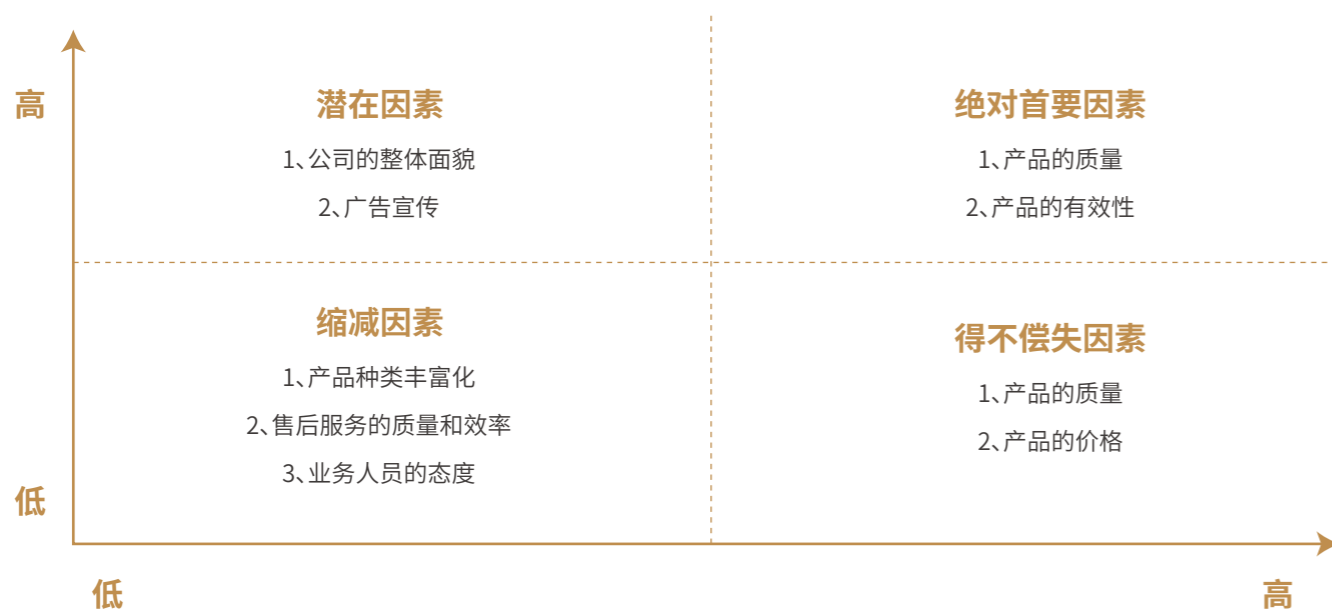 高
潜在因素
1、公司的整体面貌
2、广告宣传
绝对首要因素
1、产品的质量
2、产品的有效性
缩减因素
1、产品种类丰富化
2、售后服务的质量和效率
3、业务人员的态度
得不偿失因素
1、产品的质量
2、产品的价格
低
低
高